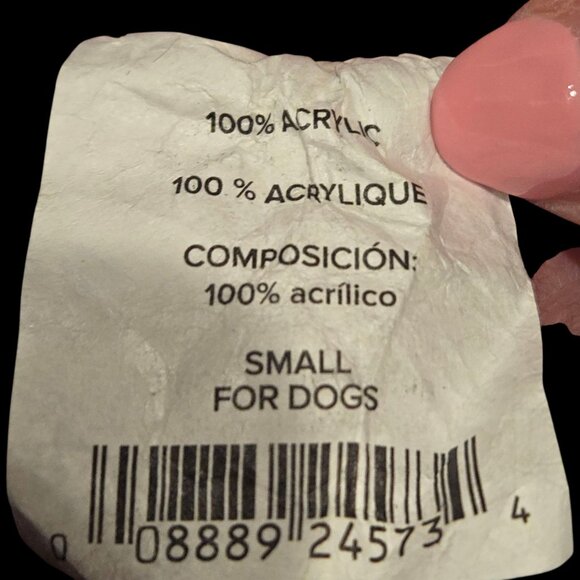 100% ACRYLIC
100 % ACRYLIQUE
COMPOSICIÓN:
100% acrílico
SMALL
FOR DOGS
0 08889 24573 4